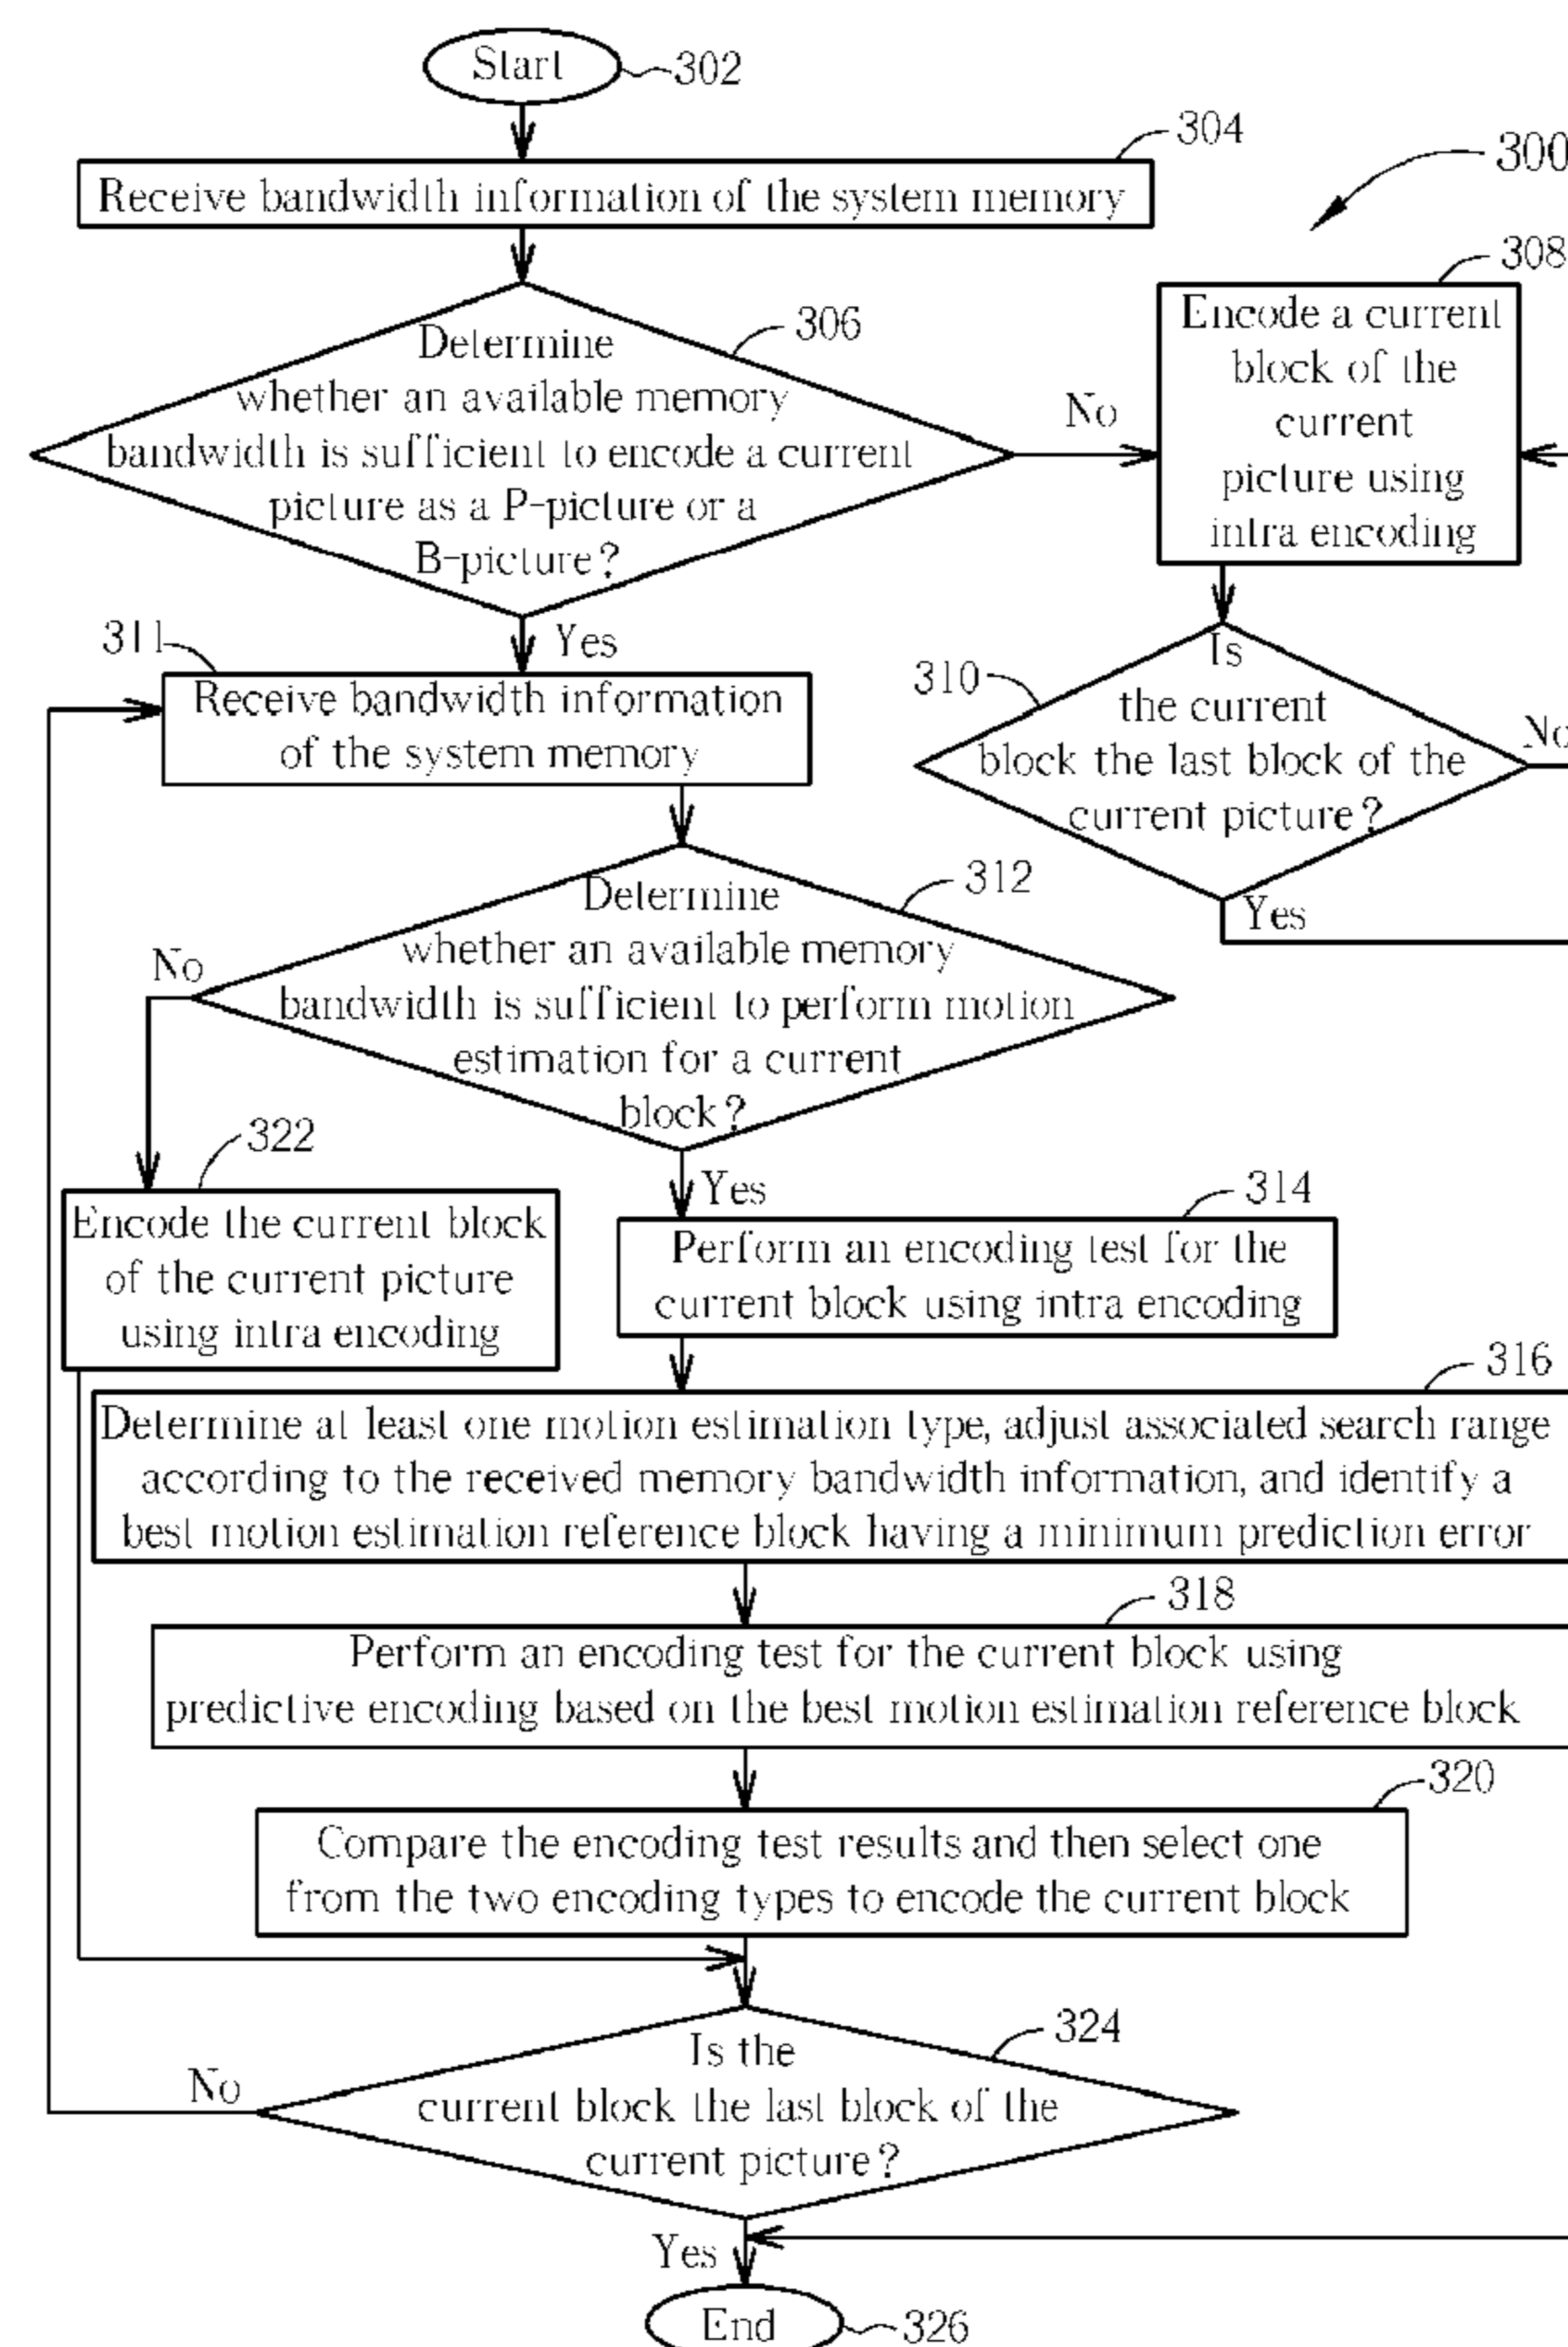 Start
302
304
Receive bandwidth information of the system memory
300
308
306
Determine
whether an available memory
bandwidth is sufficient to encode a current
picture as a P-picture or a
B-picture?
No
Encode a current
block of the
current
picture using
intra encoding
Yes
311
Receive bandwidth information
of the system memory
310
Is
the current
block the last block of the
current picture?
No
Yes
312
Determine
whether an available memory
bandwidth is sufficient to perform motion
estimation for a current
block?
No
Yes
322
Encode the current block
of the current picture
using intra encoding
314
Perform an encoding test for the
current block using intra encoding
316
Determine at least one motion estimation type, adjust associated search range
according to the received memory bandwidth information, and identify a
best motion estimation reference block having a minimum prediction error
318
Perform an encoding test for the current block using
predictive encoding based on the best motion estimation reference block
320
Compare the encoding test results and then select one
from the two encoding types to encode the current block
324
Is the
current block the last block of the
current picture?
No
Yes
End
326